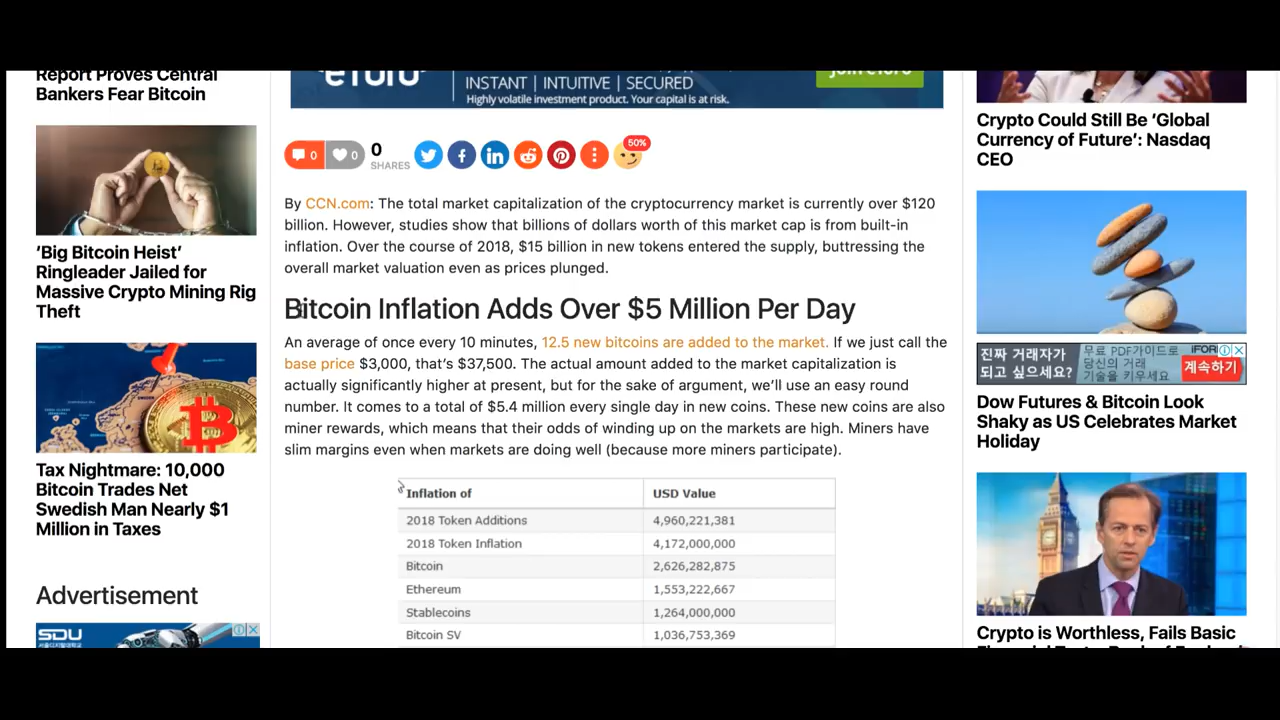 Report Proves Central
Bankers Fear Bitcoin
'Big Bitcoin Heist'
Ringleader Jailed for
Massive Crypto Mining Rig
Theft
Tax Nightmare: 10,000
Bitcoin Trades Net
Swedish Man Nearly $1
Million in Taxes
Advertisement
SDU
서울디지털대학교
eToro
INSTANT | INTUITIVE | SECURED
Highly volatile investment product. Your capital is at risk.
Join eToro
0
0
0
SHARES
50%
By CCN.com: The total market capitalization of the cryptocurrency market is currently over $120
billion. However, studies show that billions of dollars worth of this market cap is from built-in
inflation. Over the course of 2018, $15 billion in new tokens entered the supply, buttressing the
overall market valuation even as prices plunged.
Bitcoin Inflation Adds Over $5 Million Per Day
An average of once every 10 minutes, 12.5 new bitcoins are added to the market. If we just call the
base price $3,000, that's $37,500. The actual amount added to the market capitalization is
actually significantly higher at present, but for the sake of argument, we'll use an easy round
number. It comes to a total of $5.4 million every single day in new coins. These new coins are also
miner rewards, which means that their odds of winding up on the markets are high. Miners have
slim margins even when markets are doing well (because more miners participate).
Inflation of USD Value
2018 Token Additions 4,960,221,381
2018 Token Inflation 4,172,000,000
Bitcoin 2,626,282,875
Ethereum 1,553,222,667
Stablecoins 1,264,000,000
Bitcoin SV 1,036,753,369
Crypto Could Still Be 'Global
Currency of Future': Nasdaq
CEO
진짜 거래자가
되고 싶으세요?
무료 PDF가이드로
당신의 거래
기술을 키우세요
iFOR
계속하기
Dow Futures & Bitcoin Look
Shaky as US Celebrates Market
Holiday
Crypto is Worthless, Fails Basic